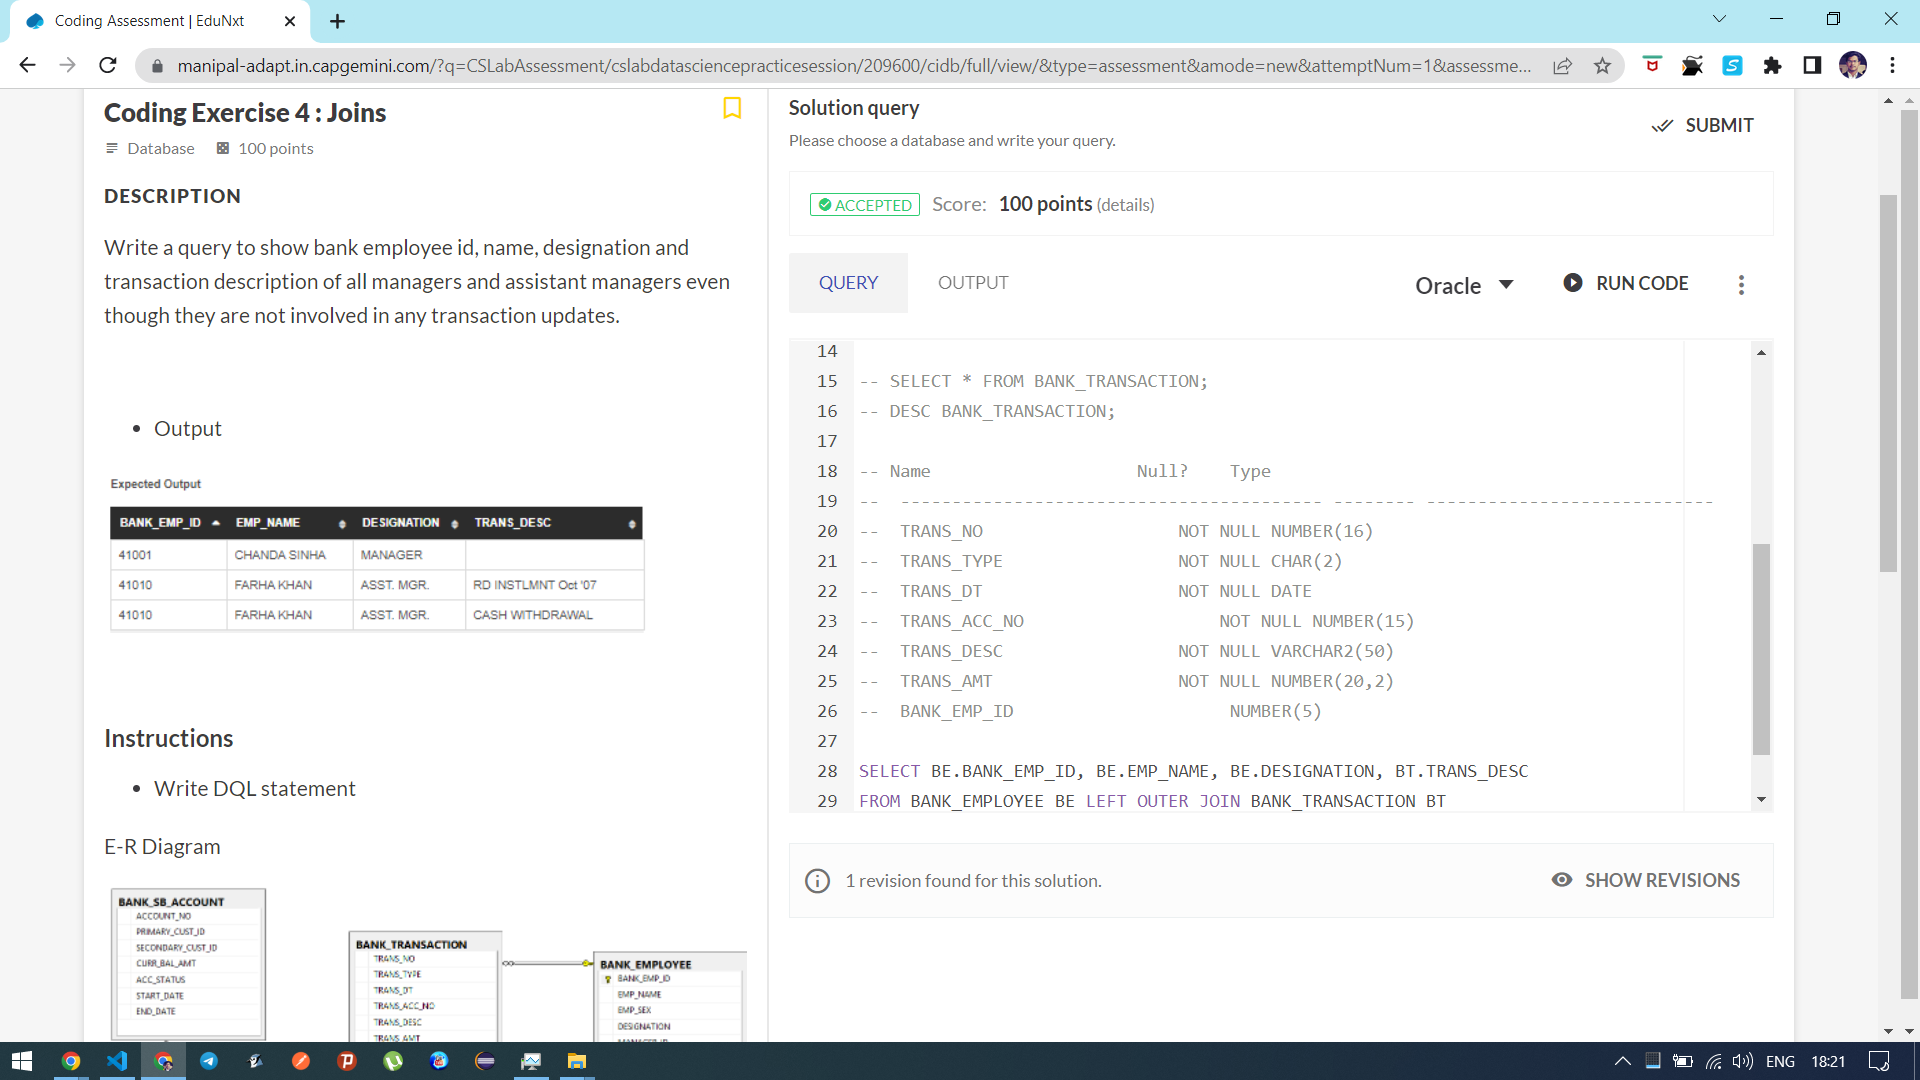 Coding Assessment | EduNxt
manipal-adapt.in.capgemini.com/?q=CSLabAssessment/cslabdatasciencepracticesession/209600/cidb/full/view/&type=assessment&amode=new&attemptNum=1&assessme...
Coding Exercise 4 : Joins
Database 100 points
DESCRIPTION
Write a query to show bank employee id, name, designation and
transaction description of all managers and assistant managers even
though they are not involved in any transaction updates.
• Output
Expected Output
BANK_EMP_ID EMP_NAME DESIGNATION TRANS_DESC
41001 CHANDA SINHA MANAGER
41010 FARHA KHAN ASST. MGR. RD INSTLMNT Oct '07
41010 FARHA KHAN ASST. MGR. CASH WITHDRAWAL
Instructions
• Write DQL statement
E-R Diagram
BANK_SB_ACCOUNT
ACCOUNT_NO
PRIMARY_CUST_ID
SECONDARY_CUST_ID
CURR_BAL_AMT
ACC_STATUS
START_DATE
END_DATE
BANK_TRANSACTION
TRANS_NO
TRANS_TYPE
TRANS_DT
TRANS_ACC_NO
TRANS_DESC
TRANS_AMT
BANK_EMPLOYEE
BANK_EMP_ID
EMP_NAME
EMP_SEX
DESIGNATION
Solution query
Please choose a database and write your query.
SUBMIT
ACCEPTED Score: 100 points (details)
QUERY OUTPUT Oracle RUN CODE
14
15 -- SELECT * FROM BANK_TRANSACTION;
16 -- DESC BANK_TRANSACTION;
17
18 -- Name Null? Type
19 -- ----------------------------------------- -------- ----------------------------
20 -- TRANS_NO NOT NULL NUMBER(16)
21 -- TRANS_TYPE NOT NULL CHAR(2)
22 -- TRANS_DT NOT NULL DATE
23 -- TRANS_ACC_NO NOT NULL NUMBER(15)
24 -- TRANS_DESC NOT NULL VARCHAR2(50)
25 -- TRANS_AMT NOT NULL NUMBER(20,2)
26 -- BANK_EMP_ID NUMBER(5)
27
28 SELECT BE.BANK_EMP_ID, BE.EMP_NAME, BE.DESIGNATION, BT.TRANS_DESC
29 FROM BANK_EMPLOYEE BE LEFT OUTER JOIN BANK_TRANSACTION BT
1 revision found for this solution. SHOW REVISIONS
ENG 18:21